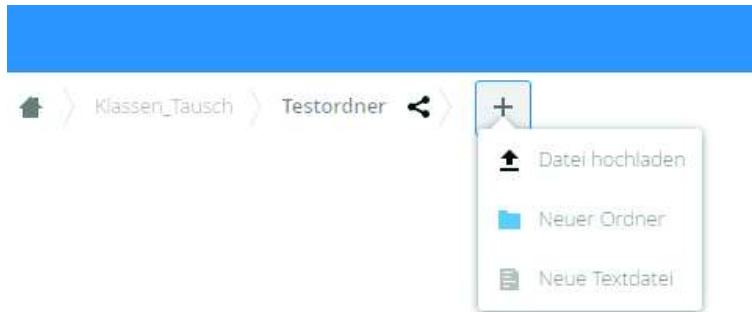 Klassen_Tausch Testordner
Datei hochladen
Neuer Ordner
Neue Textdatei